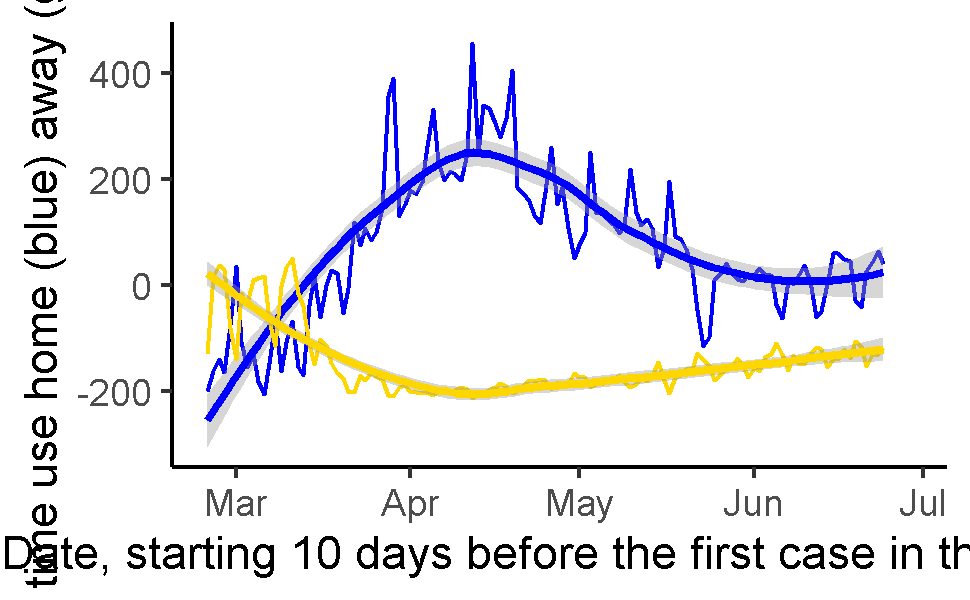 time use home (blue) away (
400
200
0
-200
Mar Apr May Jun Jul
Date, starting 10 days before the first case in th